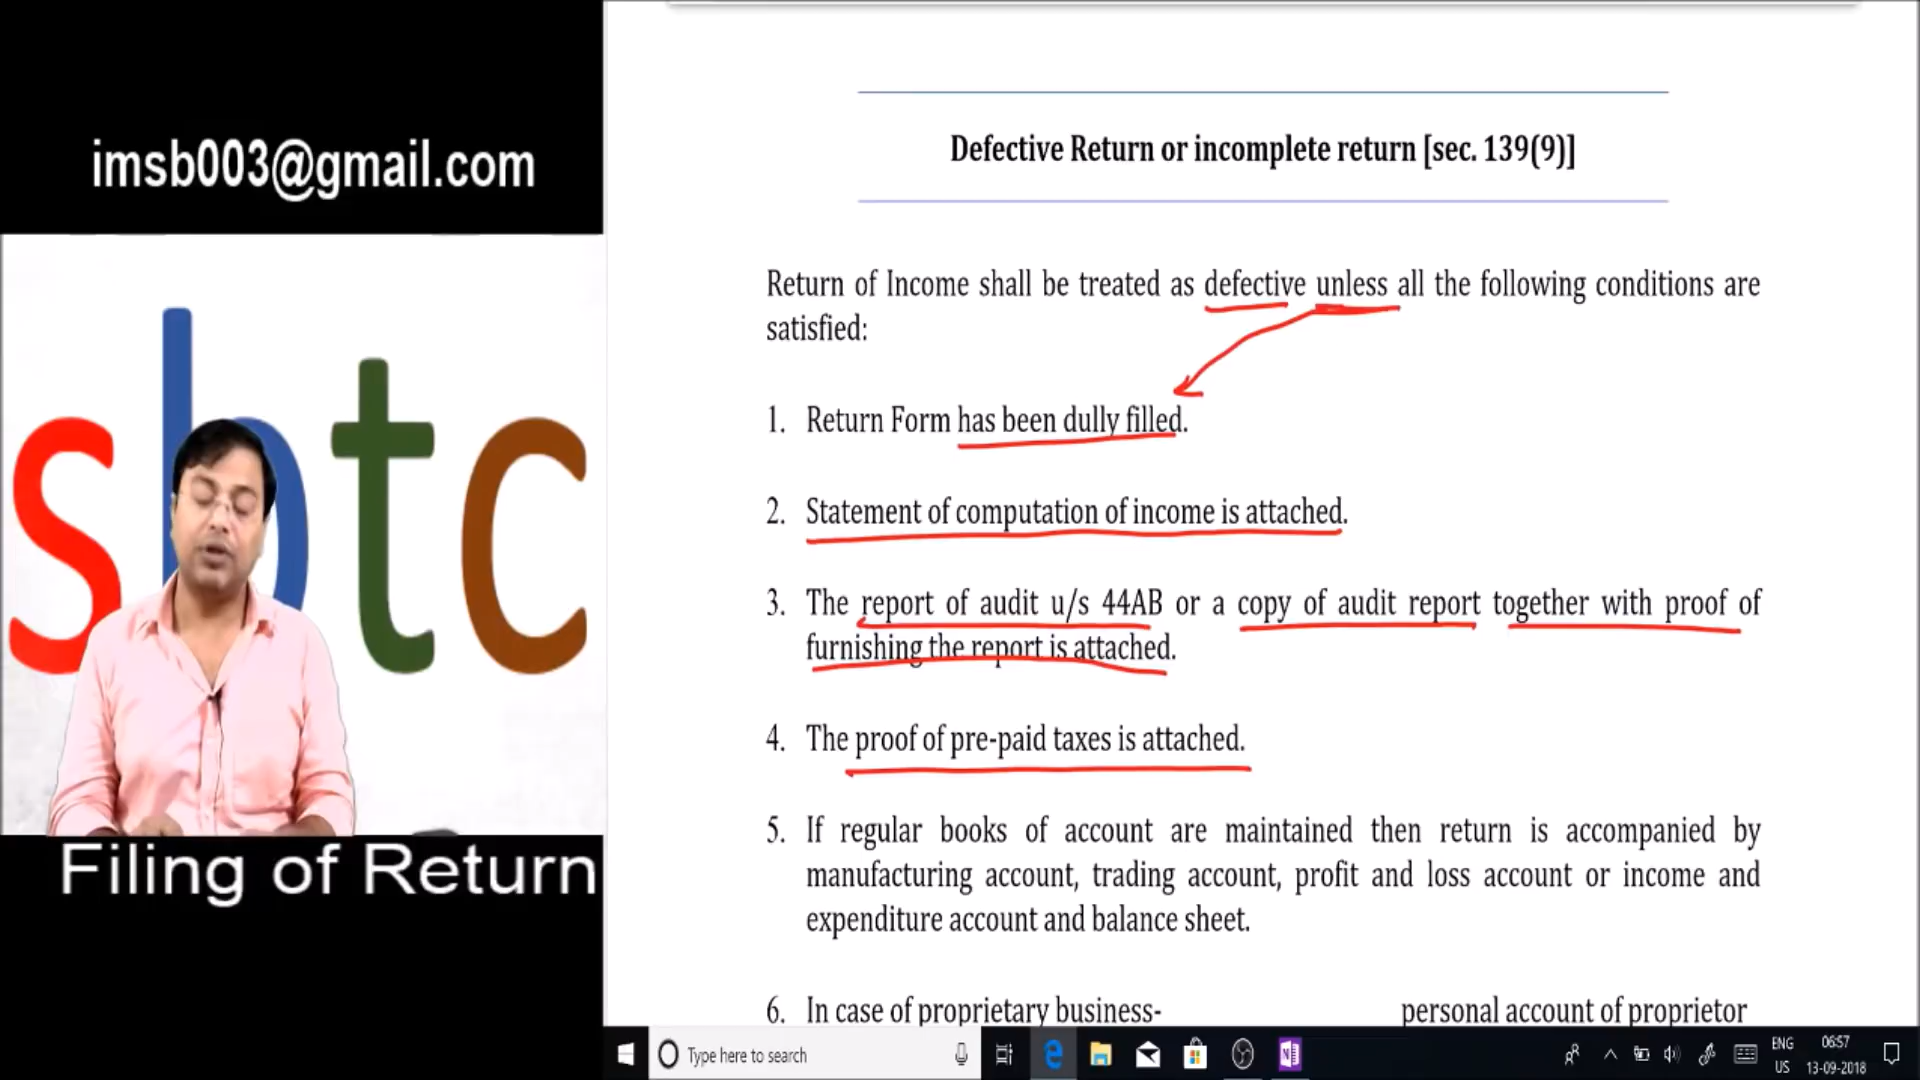 imsb003@gmail.com
sbtc
Filing of Return
Defective Return or incomplete return [sec. 139(9)]
Return of Income shall be treated as defective unless all the following conditions are
satisfied:
1. Return Form has been dully filled.
2. Statement of computation of income is attached.
3. The report of audit u/s 44AB or a copy of audit report together with proof of
furnishing the report is attached.
4. The proof of pre-paid taxes is attached.
5. If regular books of account are maintained then return is accompanied by
manufacturing account, trading account, profit and loss account or income and
expenditure account and balance sheet.
6. In case of proprietary business- personal account of proprietor
Type here to search
ENG
US
06:57
13-09-2018